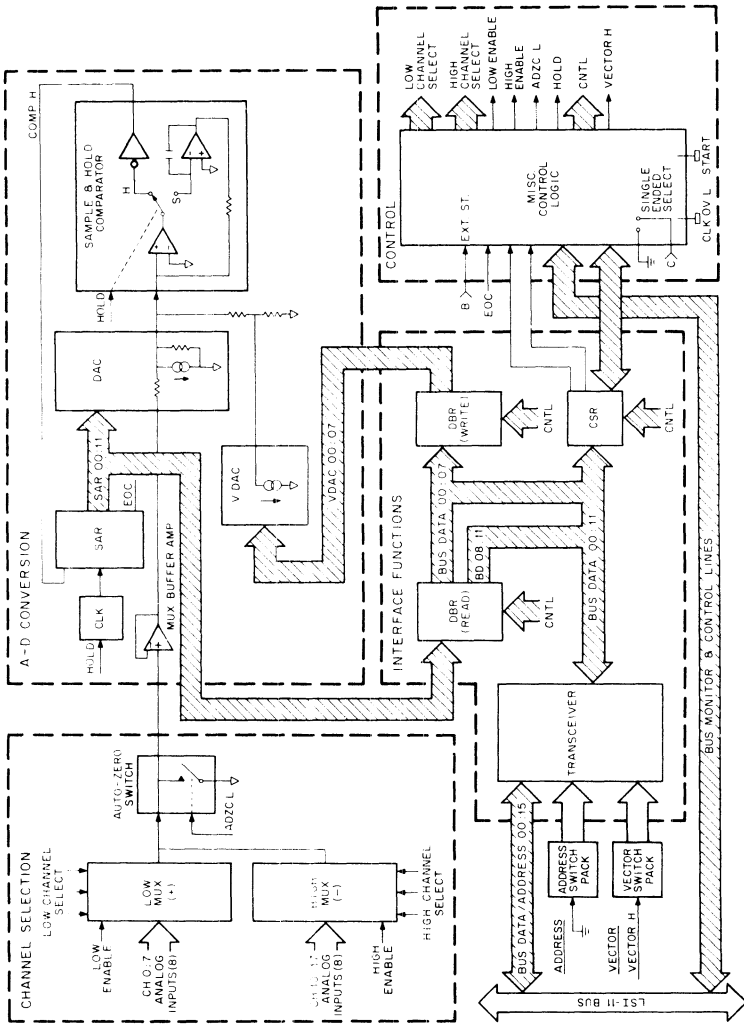 CHANNEL SELECTION
LOW CHANNEL
SELECT
LOW
ENABLE
CH 0:7
ANALOG
INPUTS (8)
LOW
MUX
(+)
MUX
(–)
ANALOG
INPUTS (8)
HIGH
ENABLE
HIGH CHANNEL
SELECT
AUTO-ZERO
SWITCH
ADZC L
A-D CONVERSION
HOLD
CLK
SAR
EOC
SAR 00:11
MUX BUFFER AMP
DAC
VDAC
VDAC 00:07
HOLD
SAMPLE & HOLD
COMPARATOR
H
S
COMP H
INTERFACE FUNCTIONS
TRANSCEIVER
DBR
(READ)
CNTL
BUS DATA 00:07
BD 08:11
BUS DATA 00:11
DBR
(WRITE)
CNTL
CSR
CNTL
CONTROL
B
EXT ST.
EOC
MISC.
CONTROL
LOGIC
SINGLE
ENDED
SELECT
C
CLK OV L
START
LOW
CHANNEL
SELECT
HIGH
CHANNEL
SELECT
LOW ENABLE
HIGH
ENABLE
ADZC L
HOLD
CNTL
VECTOR H
LSI-11 BUS
BUS DATA/ADDRESS 00:15
ADDRESS
ADDRESS
SWITCH
PACK
VECTOR
VECTOR H
VECTOR
SWITCH
PACK
BUS MONITOR & CONTROL LINES